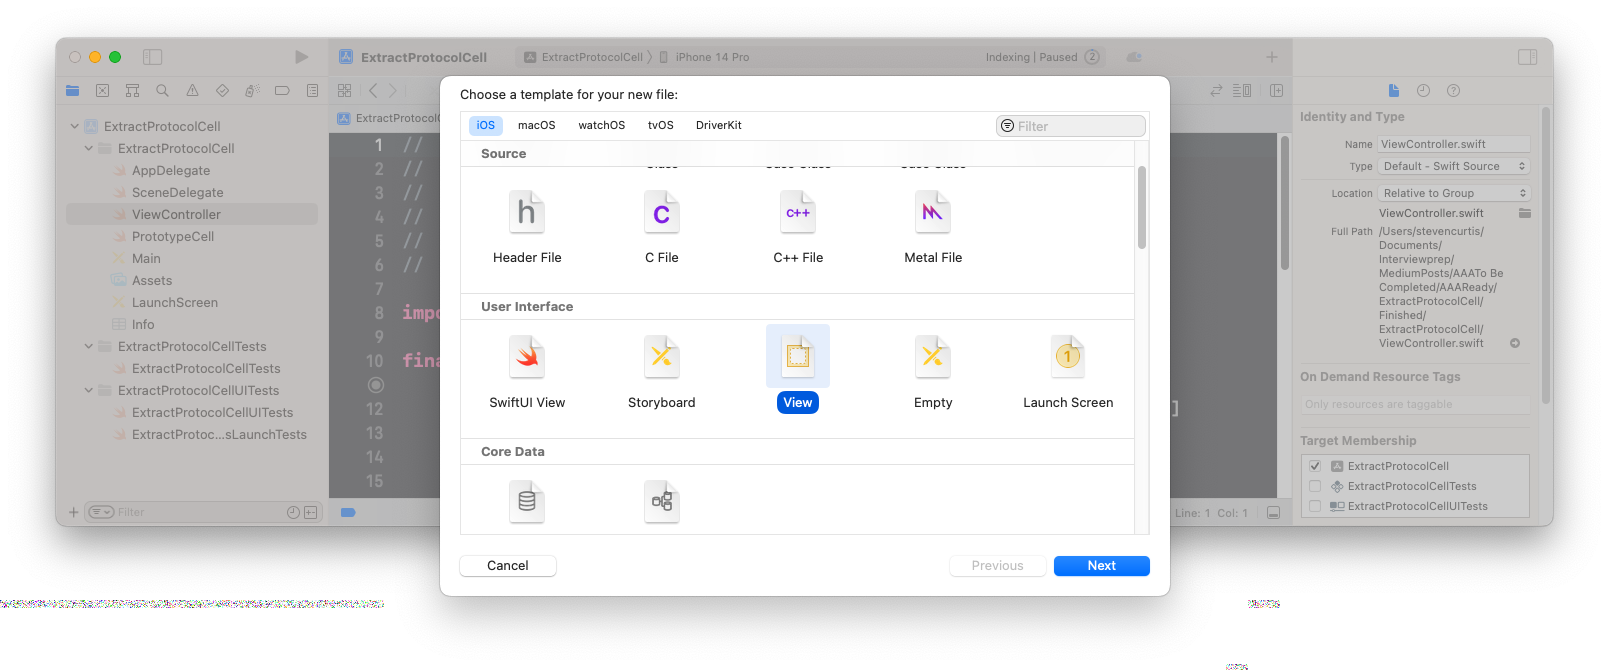 ExtractProtocolCell
ExtractProtocolCell
iPhone 14 Pro
Indexing | Paused
2
ExtractProtocolCell
ExtractProtocolCell
AppDelegate
SceneDelegate
ViewController
PrototypeCell
Main
Assets
LaunchScreen
Info
ExtractProtocolCellTests
ExtractProtocolCellTests
ExtractProtocolCellUITests
ExtractProtocolCellUITests
ExtractProtoc...sLaunchTests
Filter
ExtractProtocol
1 //
2 //
3 //
4 //
5 //
6 //
7
8 impo
9
10 fina
12 ]
13
14
15
Line: 1 Col: 1
Choose a template for your new file:
iOS
macOS
watchOS
tvOS
DriverKit
Filter
Source
h
C
C++
Header File
C File
C++ File
Metal File
User Interface
1
SwiftUI View
Storyboard
View
Empty
Launch Screen
Core Data
Cancel
Previous
Next
Identity and Type
Name ViewController.swift
Type Default - Swift Source
Location Relative to Group
ViewController.swift
Full Path /Users/stevencurtis/
Documents/
Interviewprep/
MediumPosts/AAATo Be
Completed/AAAReady/
ExtractProtocolCell/
Finished/
ExtractProtocolCell/
ViewController.swift
On Demand Resource Tags
Only resources are taggable
Target Membership
ExtractProtocolCell
ExtractProtocolCellTests
ExtractProtocolCellUITests